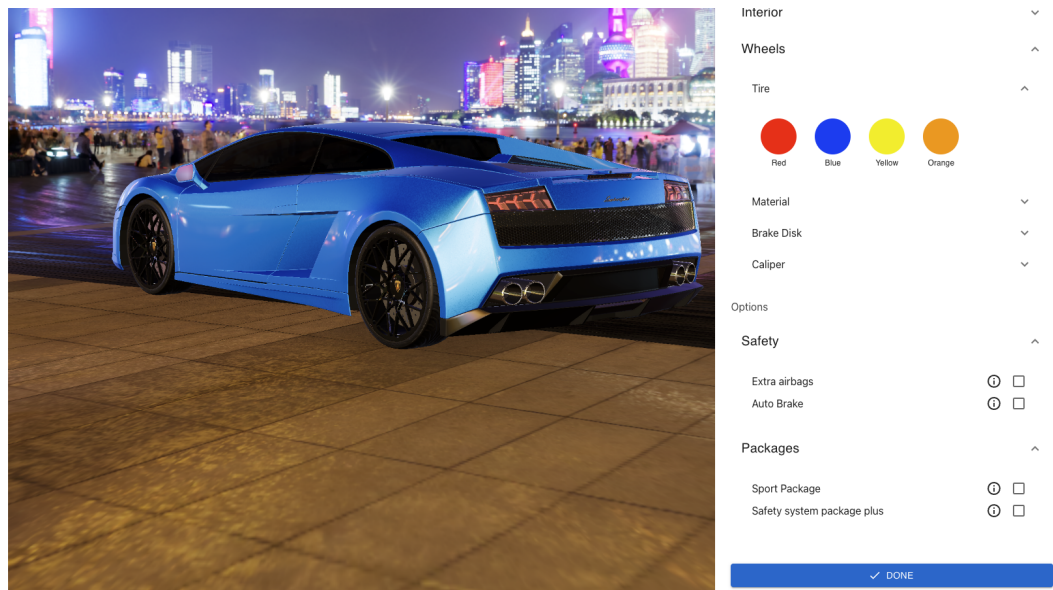 Interior
Wheels
Tire
Red Blue Yellow Orange
Material
Brake Disk
Caliper
Options
Safety
Extra airbags
Auto Brake
Packages
Sport Package
Safety system package plus
DONE